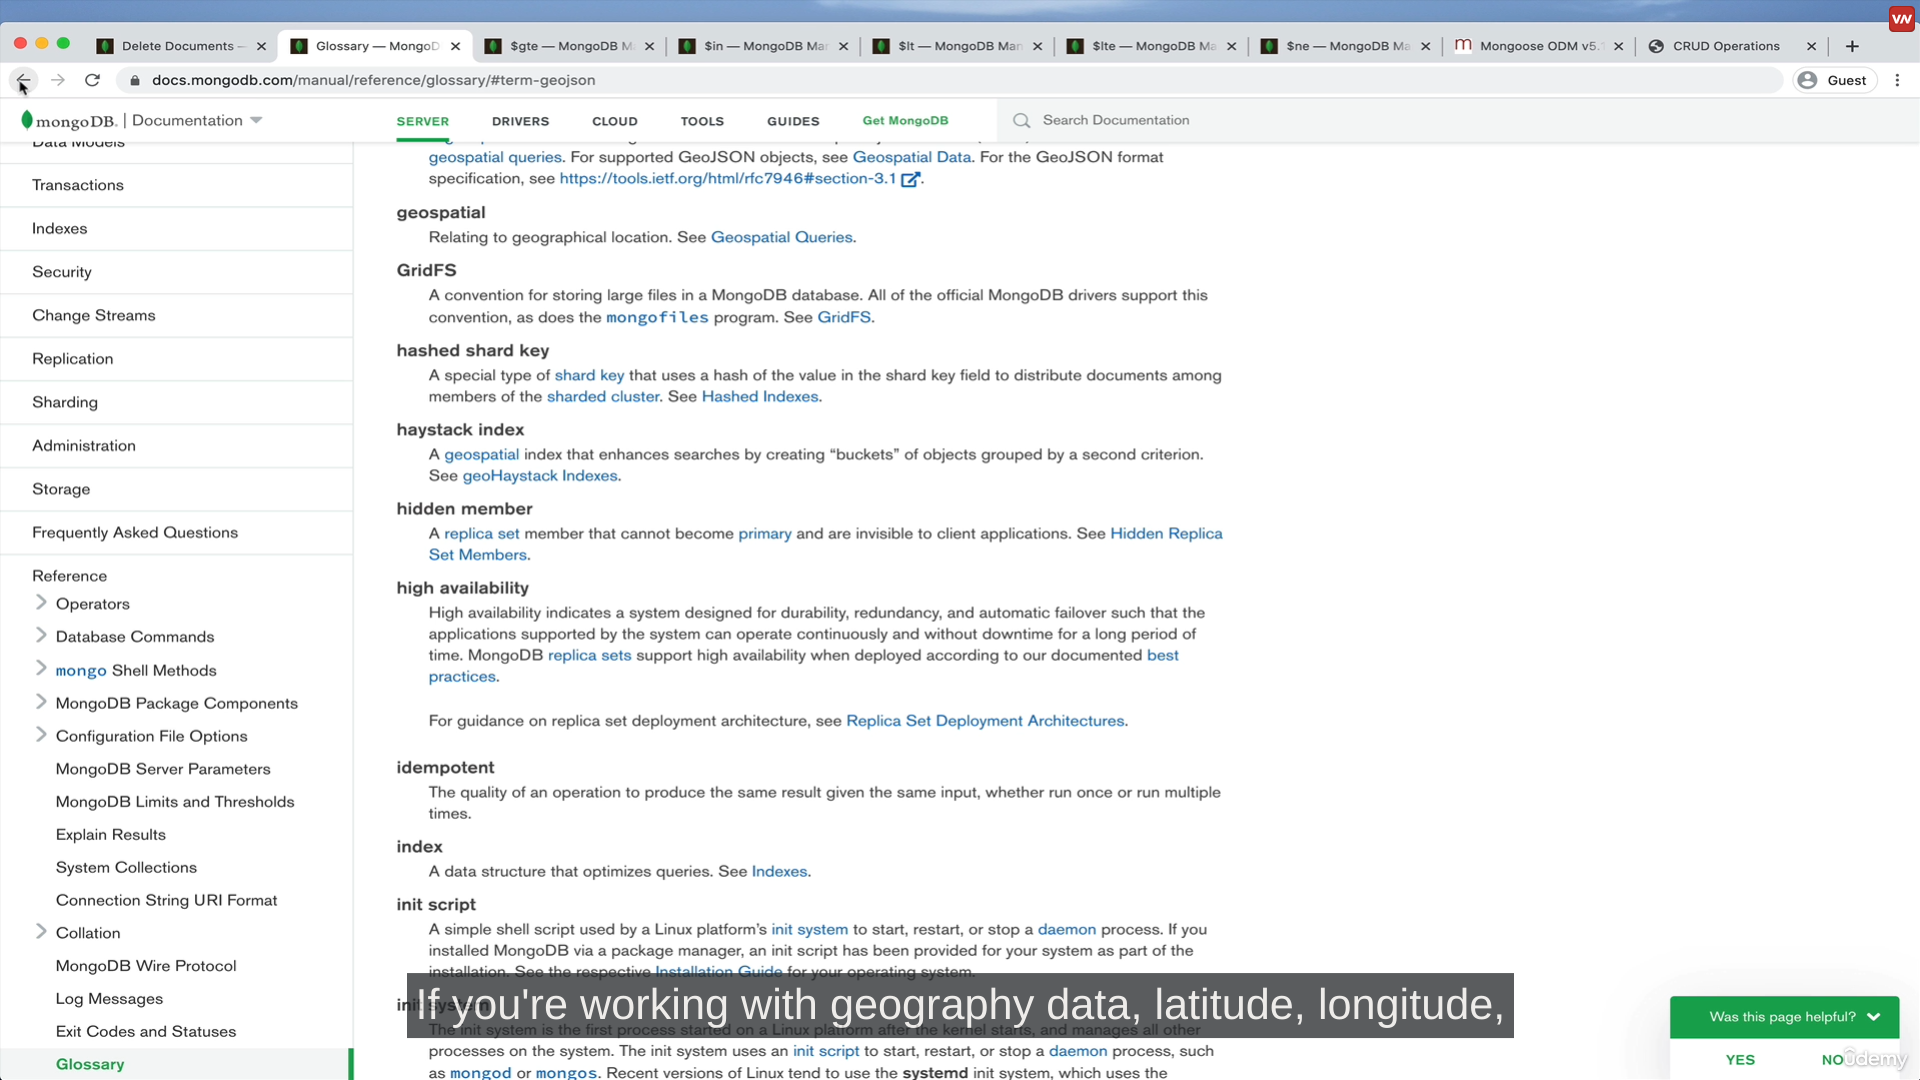 VN
Delete Documents —
Glossary — MongoD
$gte — MongoDB M
$in — MongoDB Mar
$lt — MongoDB Man
$lte — MongoDB Ma
$ne — MongoDB Ma
Mongoose ODM v5.1
CRUD Operations
docs.mongodb.com/manual/reference/glossary/#term-geojson
Guest
mongoDB. | Documentation
SERVER
DRIVERS
CLOUD
TOOLS
GUIDES
Get MongoDB
Search Documentation
Data Models
Transactions
Indexes
Security
Change Streams
Replication
Sharding
Administration
Storage
Frequently Asked Questions
Reference
Operators
Database Commands
mongo Shell Methods
MongoDB Package Components
Configuration File Options
MongoDB Server Parameters
MongoDB Limits and Thresholds
Explain Results
System Collections
Connection String URI Format
Collation
MongoDB Wire Protocol
Log Messages
Exit Codes and Statuses
Glossary
geospatial queries. For supported GeoJSON objects, see Geospatial Data. For the GeoJSON format
specification, see https://tools.ietf.org/html/rfc7946#section-3.1.
geospatial
Relating to geographical location. See Geospatial Queries.
GridFS
A convention for storing large files in a MongoDB database. All of the official MongoDB drivers support this
convention, as does the mongofiles program. See GridFS.
hashed shard key
A special type of shard key that uses a hash of the value in the shard key field to distribute documents among
members of the sharded cluster. See Hashed Indexes.
haystack index
A geospatial index that enhances searches by creating “buckets” of objects grouped by a second criterion.
See geoHaystack Indexes.
hidden member
A replica set member that cannot become primary and are invisible to client applications. See Hidden Replica
Set Members.
high availability
High availability indicates a system designed for durability, redundancy, and automatic failover such that the
applications supported by the system can operate continuously and without downtime for a long period of
time. MongoDB replica sets support high availability when deployed according to our documented best
practices.
For guidance on replica set deployment architecture, see Replica Set Deployment Architectures.
idempotent
The quality of an operation to produce the same result given the same input, whether run once or run multiple
times.
index
A data structure that optimizes queries. See Indexes.
init script
A simple shell script used by a Linux platform’s init system to start, restart, or stop a daemon process. If you
installed MongoDB via a package manager, an init script has been provided for your system as part of the
installation. See the respective Installation Guide for your operating system.
init system
If you're working with geography data, latitude, longitude,
The init system is the first process started on a Linux platform after the kernel starts, and manages all other
processes on the system. The init system uses an init script to start, restart, or stop a daemon process, such
as mongod or mongos. Recent versions of Linux tend to use the systemd init system, which uses the
Was this page helpful?
YES
NO
ûdemy